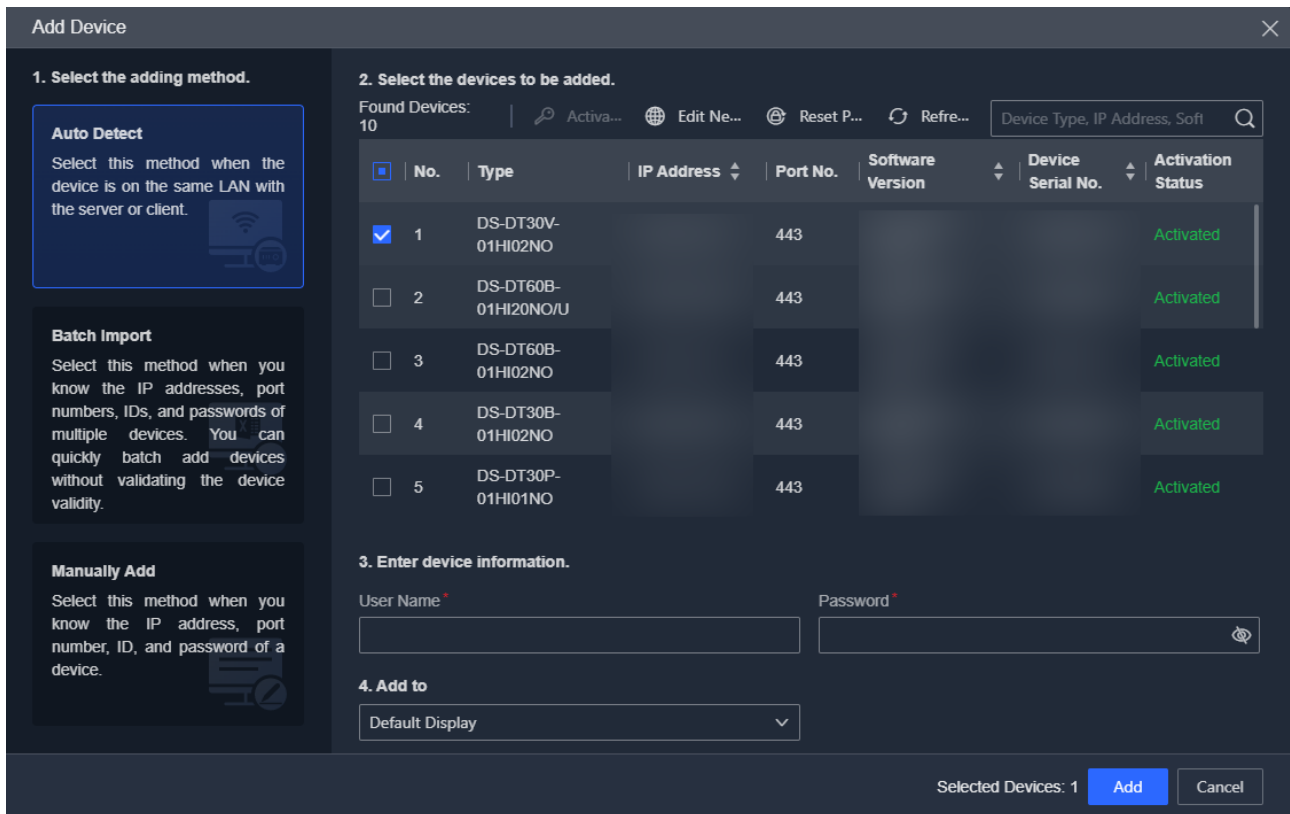 Add Device
1. Select the adding method.
Auto Detect
Select this method when the
device is on the same LAN with
the server or client.
Batch Import
Select this method when you
know the IP addresses, port
numbers, IDs, and passwords of
multiple devices. You can
quickly batch add devices
without validating the device
validity.
Manually Add
Select this method when you
know the IP address, port
number, ID, and password of a
device.
2. Select the devices to be added.
Found Devices:
10
Activa...
Edit Ne...
Reset P...
Refre...
Device Type, IP Address, Soft
No.
Type
IP Address
Port No.
Software
Version
Device
Serial No.
Activation
Status
1
DS-DT30V-
01HI02NO
443
Activated
2
DS-DT60B-
01HI20NO/U
443
Activated
3
DS-DT60B-
01HI02NO
443
Activated
4
DS-DT30B-
01HI02NO
443
Activated
5
DS-DT30P-
01HI01NO
443
Activated
3. Enter device information.
User Name*
Password*
4. Add to
Default Display
Selected Devices: 1
Add
Cancel